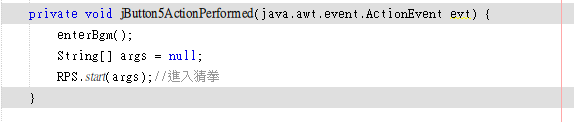 private void jButton5ActionPerformed(java.awt.event.ActionEvent evt) {
enterBgm();
String[] args = null;
RPS.start(args);//進入猜拳
}